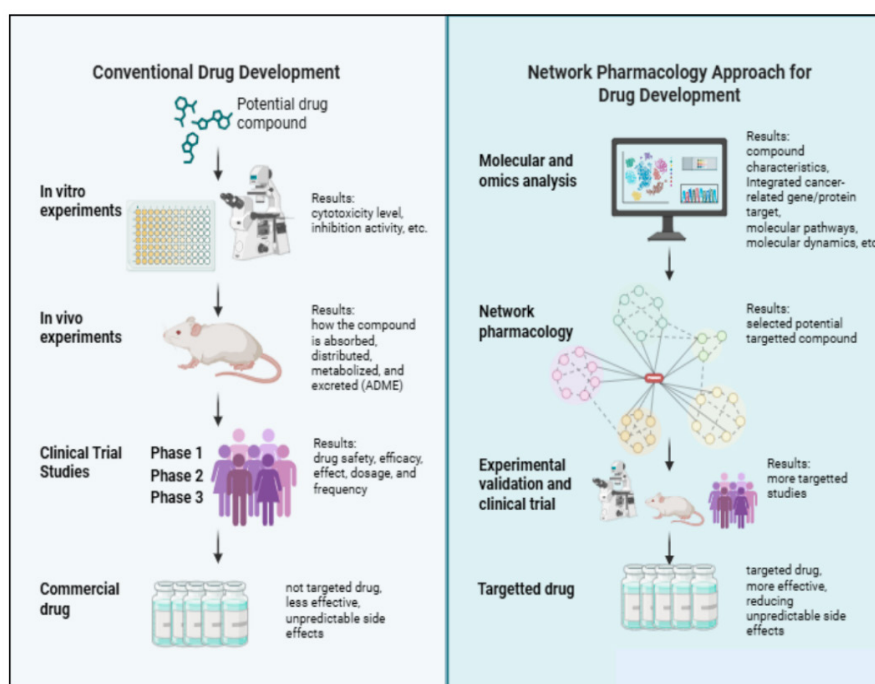 Conventional Drug Development
Potential drug
compound
In vitro
experiments
Results:
cytotoxicity level,
inhibition activity, etc.
In vivo
experiments
Results:
how the compound
is absorbed,
distributed,
metabolized, and
excreted (ADME)
Clinical Trial
Studies
Phase 1
Phase 2
Phase 3
Results:
drug safety, efficacy,
effect, dosage, and
frequency
Commercial
drug
not targeted drug,
less effective,
unpredictable side
effects
Network Pharmacology Approach for
Drug Development
Molecular and
omics analysis
Results:
compound
characteristics,
Integrated cancer-
related gene/protein
target,
molecular pathways,
molecular dynamics, etc
Network
pharmacology
Results:
selected potential
targetted compound
Experimental
validation and
clinical trial
Results:
more targetted
studies
Targetted drug
targeted drug,
more effective,
reducing
unpredictable side
effects